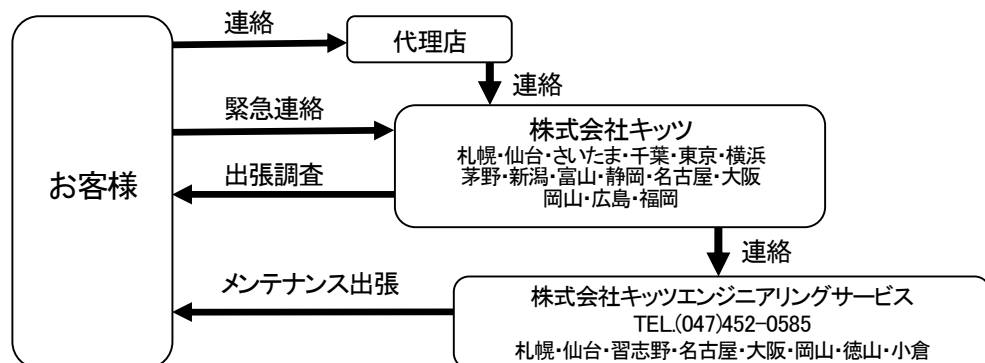 連絡
代理店
連絡
緊急連絡
株式会社キッツ
札幌・仙台・さいたま・千葉・東京・横浜
茅野・新潟・富山・静岡・名古屋・大阪
岡山・広島・福岡
お客様
出張調査
連絡
メンテナンス出張
株式会社キッツエンジニアリングサービス
TEL.(047)452-0585
札幌・仙台・習志野・名古屋・大阪・岡山・徳山・小倉